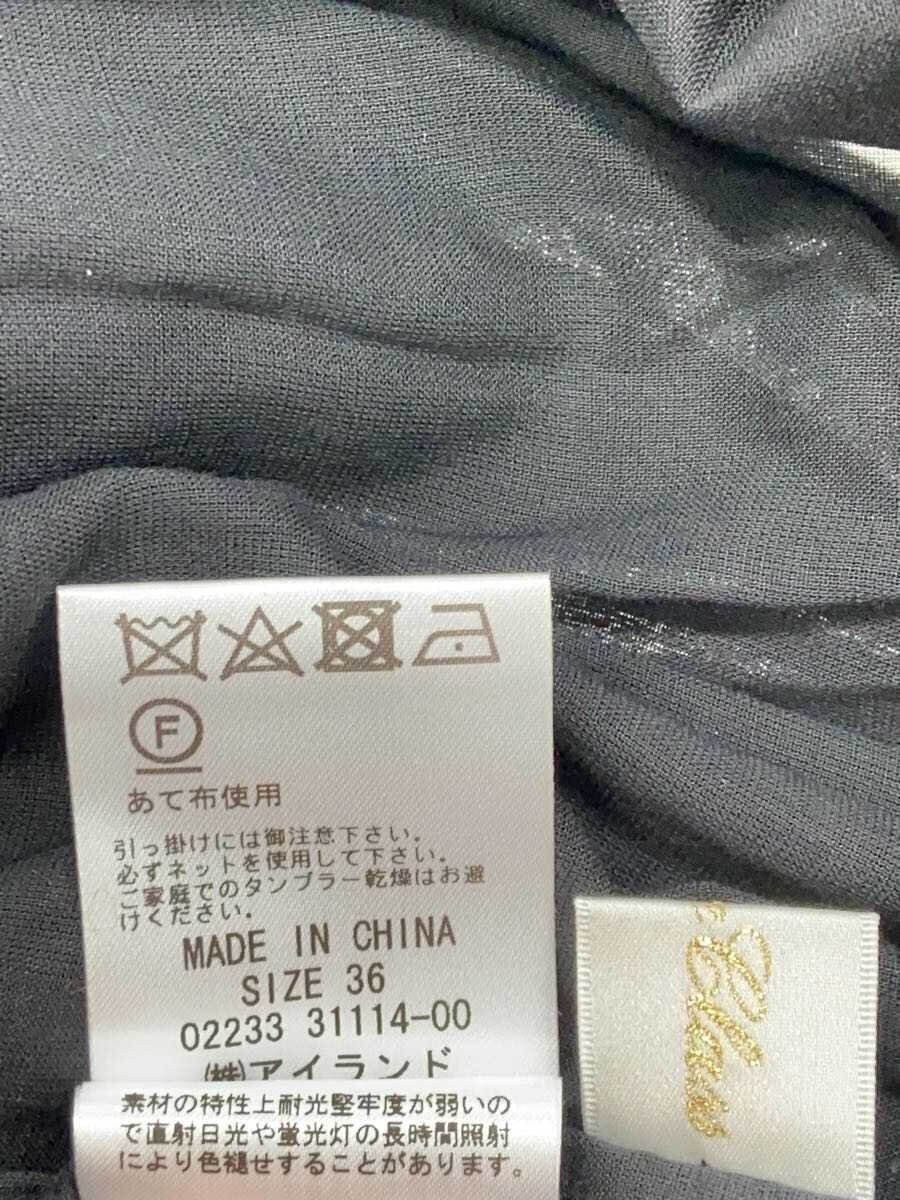 F
あて布使用
引っ掛けには御注意下さい。
必ずネットを使用して下さい。
ご家庭でのタンブラー乾燥はお避
けください。
MADE IN CHINA
SIZE 36
02233 31114-00
㈱アイランド
素材の特性上耐光堅牢度が弱いの
で直射日光や蛍光灯の長時間照射
により色褪せすることがあります。